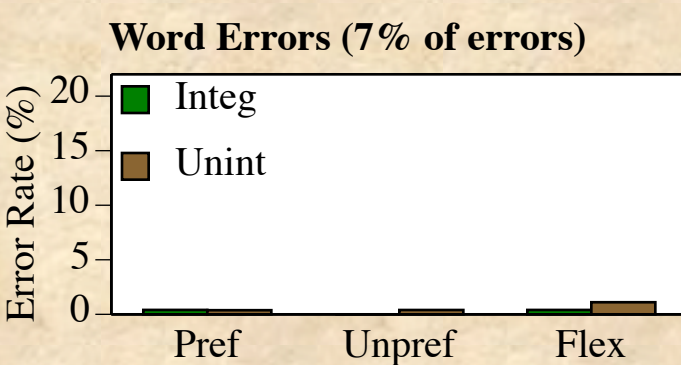 Word Errors (7% of errors)
Error Rate (%)
20
15
10
5
0
Integ
Unint
Pref Unpref Flex